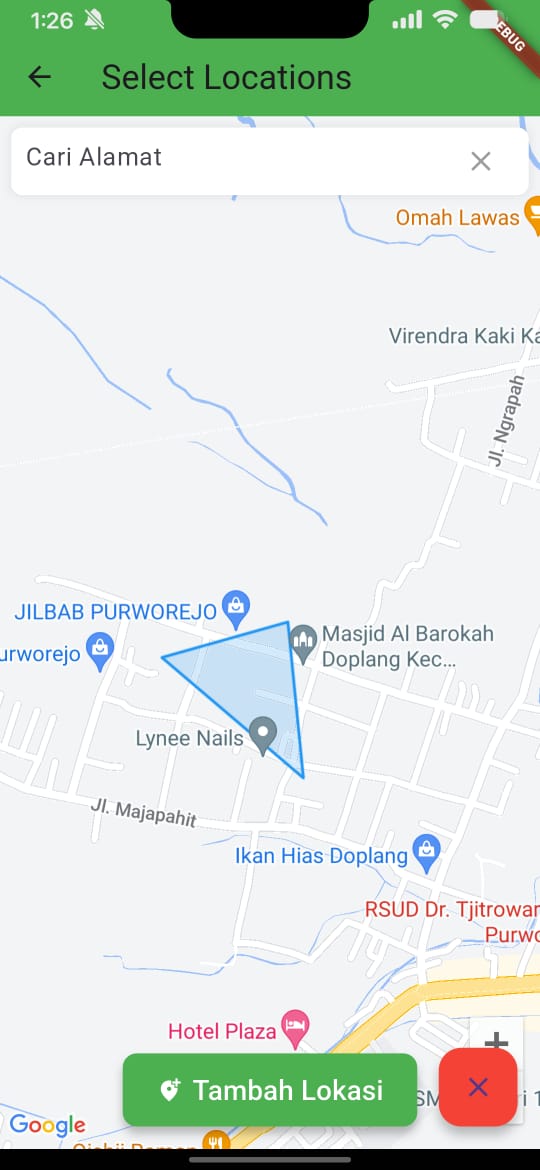 1:26
EBUG
Select Locations
Cari Alamat
Omah Lawas
Virendra Kaki Ka
Jl. Ngrapah
JILBAB PURWOREJO
urworejo
Masjid Al Barokah
Doplang Kec...
Lynee Nails
Jl. Majapahit
Ikan Hias Doplang
RSUD Dr. Tjitrowar
Purwo
Hotel Plaza
Tambah Lokasi
Google